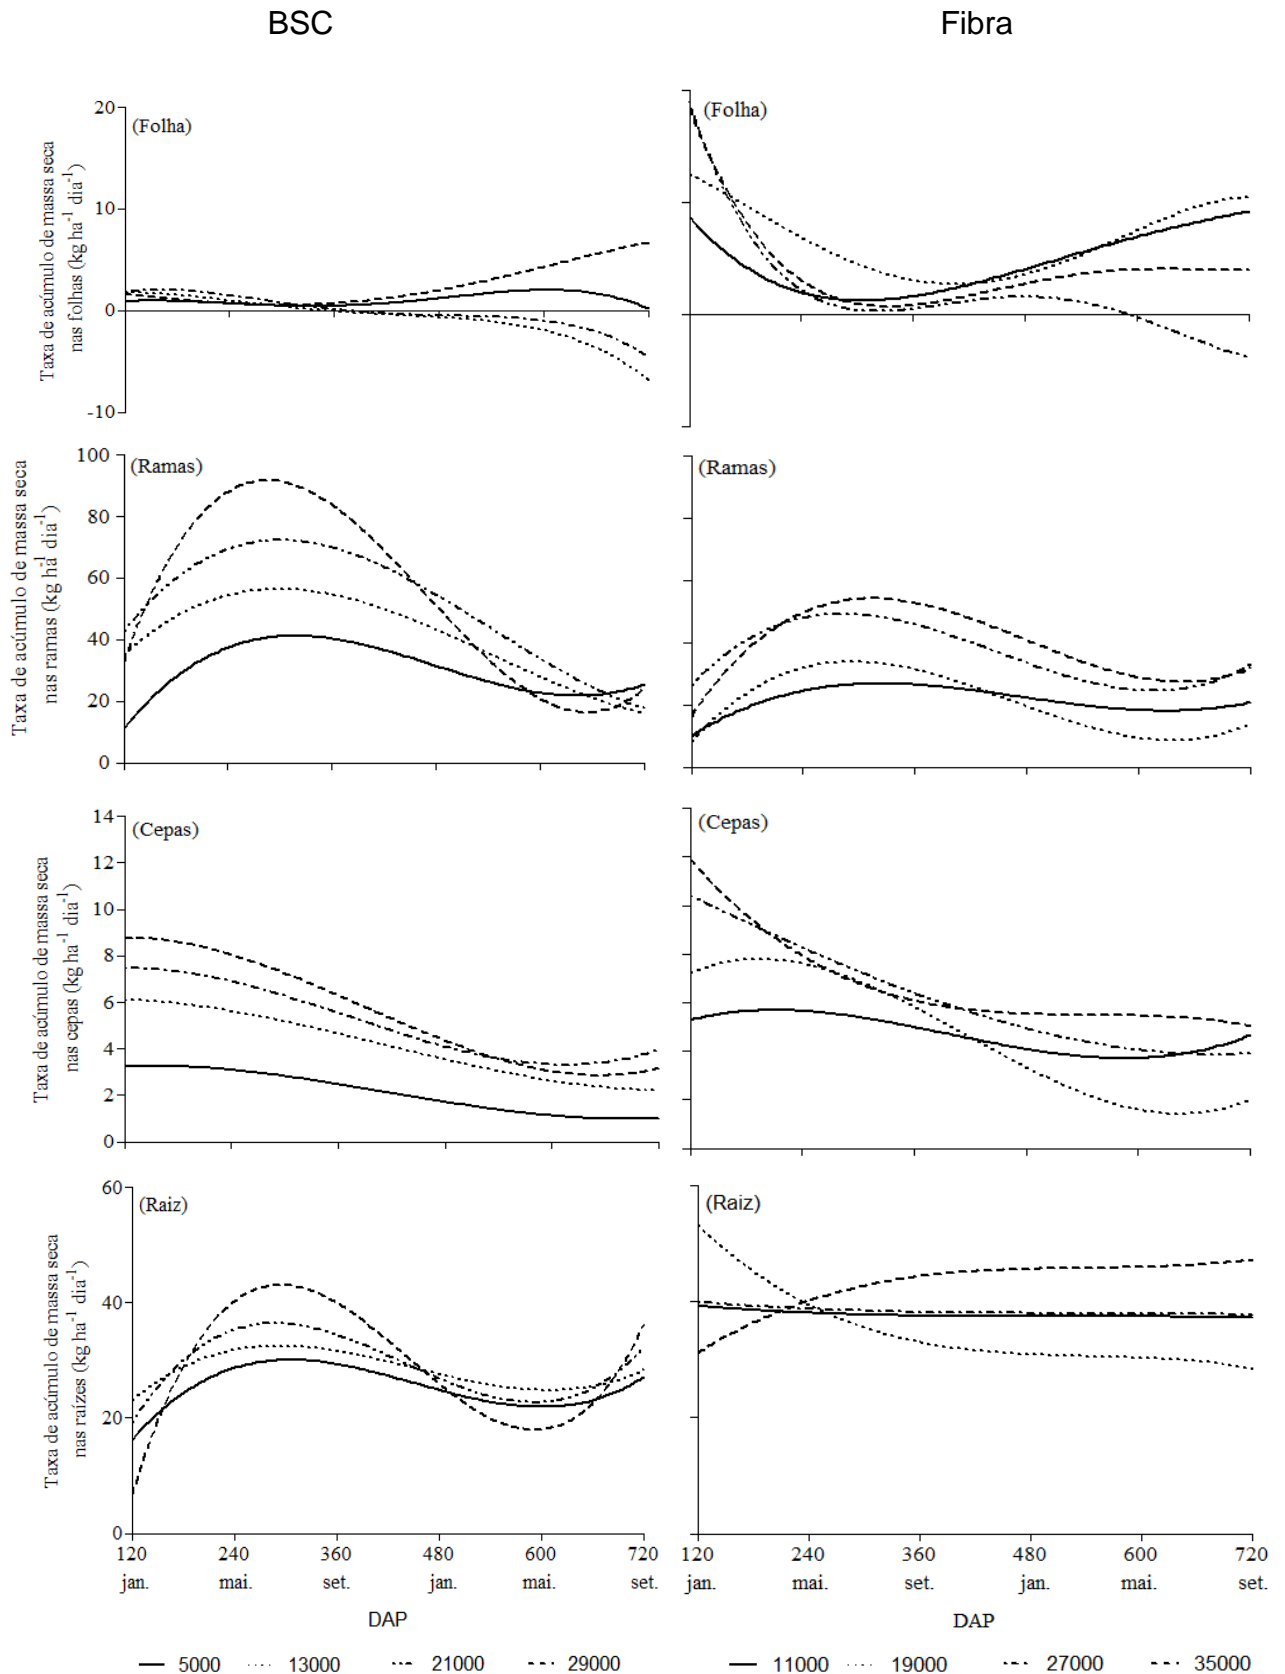 BSC Fibra
20
10
0
-10
(Folha)
Taxa de acúmulo de massa seca
nas folhas (kg ha-1 dia-1)
(Folha)
100
80
60
40
20
0
(Ramas)
Taxa de acúmulo de massa seca
nas ramas (kg ha-1 dia-1)
(Ramas)
14
12
10
8
6
4
2
0
(Cepas)
Taxa de acúmulo de massa seca
nas cepas (kg ha-1 dia-1)
(Cepas)
60
40
20
0
(Raiz)
Taxa de acúmulo de massa seca
nas raízes (kg ha-1 dia-1)
(Raiz)
120 240 360 480 600 720
jan. mai. set. jan. mai. set.
DAP
120 240 360 480 600 720
jan. mai. set. jan. mai. set.
DAP
5000 13000 21000 29000
11000 19000 27000 35000